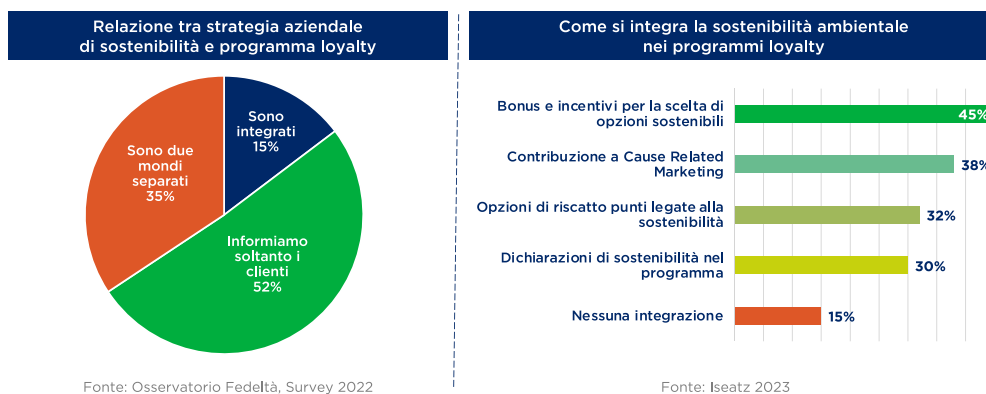 Relazione tra strategia aziendale
di sostenibilità e programma loyalty
Sono
integrati
15%
Sono due
mondi
separati
35%
Informiamo
soltanto i
clienti
52%
Fonte: Osservatorio Fedeltà, Survey 2022
Come si integra la sostenibilità ambientale
nei programmi loyalty
Bonus e incentivi per la scelta di
opzioni sostenibili
45%
Contribuzione a Cause Related
Marketing
38%
Opzioni di riscatto punti legate alla
sostenibilità
32%
Dichiarazioni di sostenibilità nel
programma
30%
Nessuna integrazione
15%
Fonte: Iseatz 2023